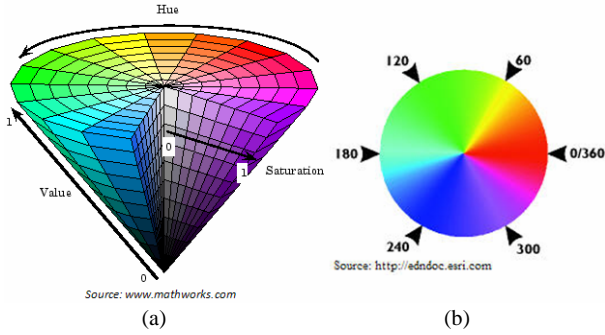 Hue
1
Value
0
0
1
Saturation
Source: www.mathworks.com
(a)
120
60
180
0/360
240
300
Source: http://edndoc.esri.com
(b)